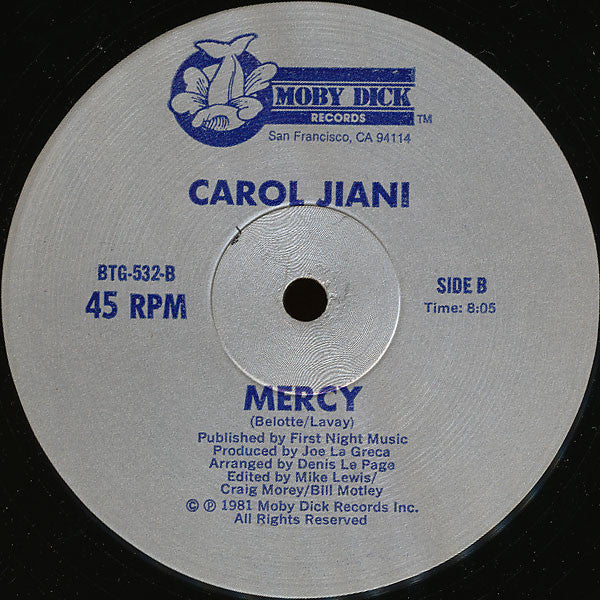 MOBY DICK
RECORDS
TM
San Francisco, CA 94114
CAROL JIANI
BTG-532-B
45 RPM
SIDE B
Time: 8:05
MERCY
(Belotte/Lavay)
Published by First Night Music
Produced by Joe La Greca
Arranged by Denis Le Page
Edited by Mike Lewis/
Craig Morey/Bill Motley
© ℗ 1981 Moby Dick Records Inc.
All Rights Reserved